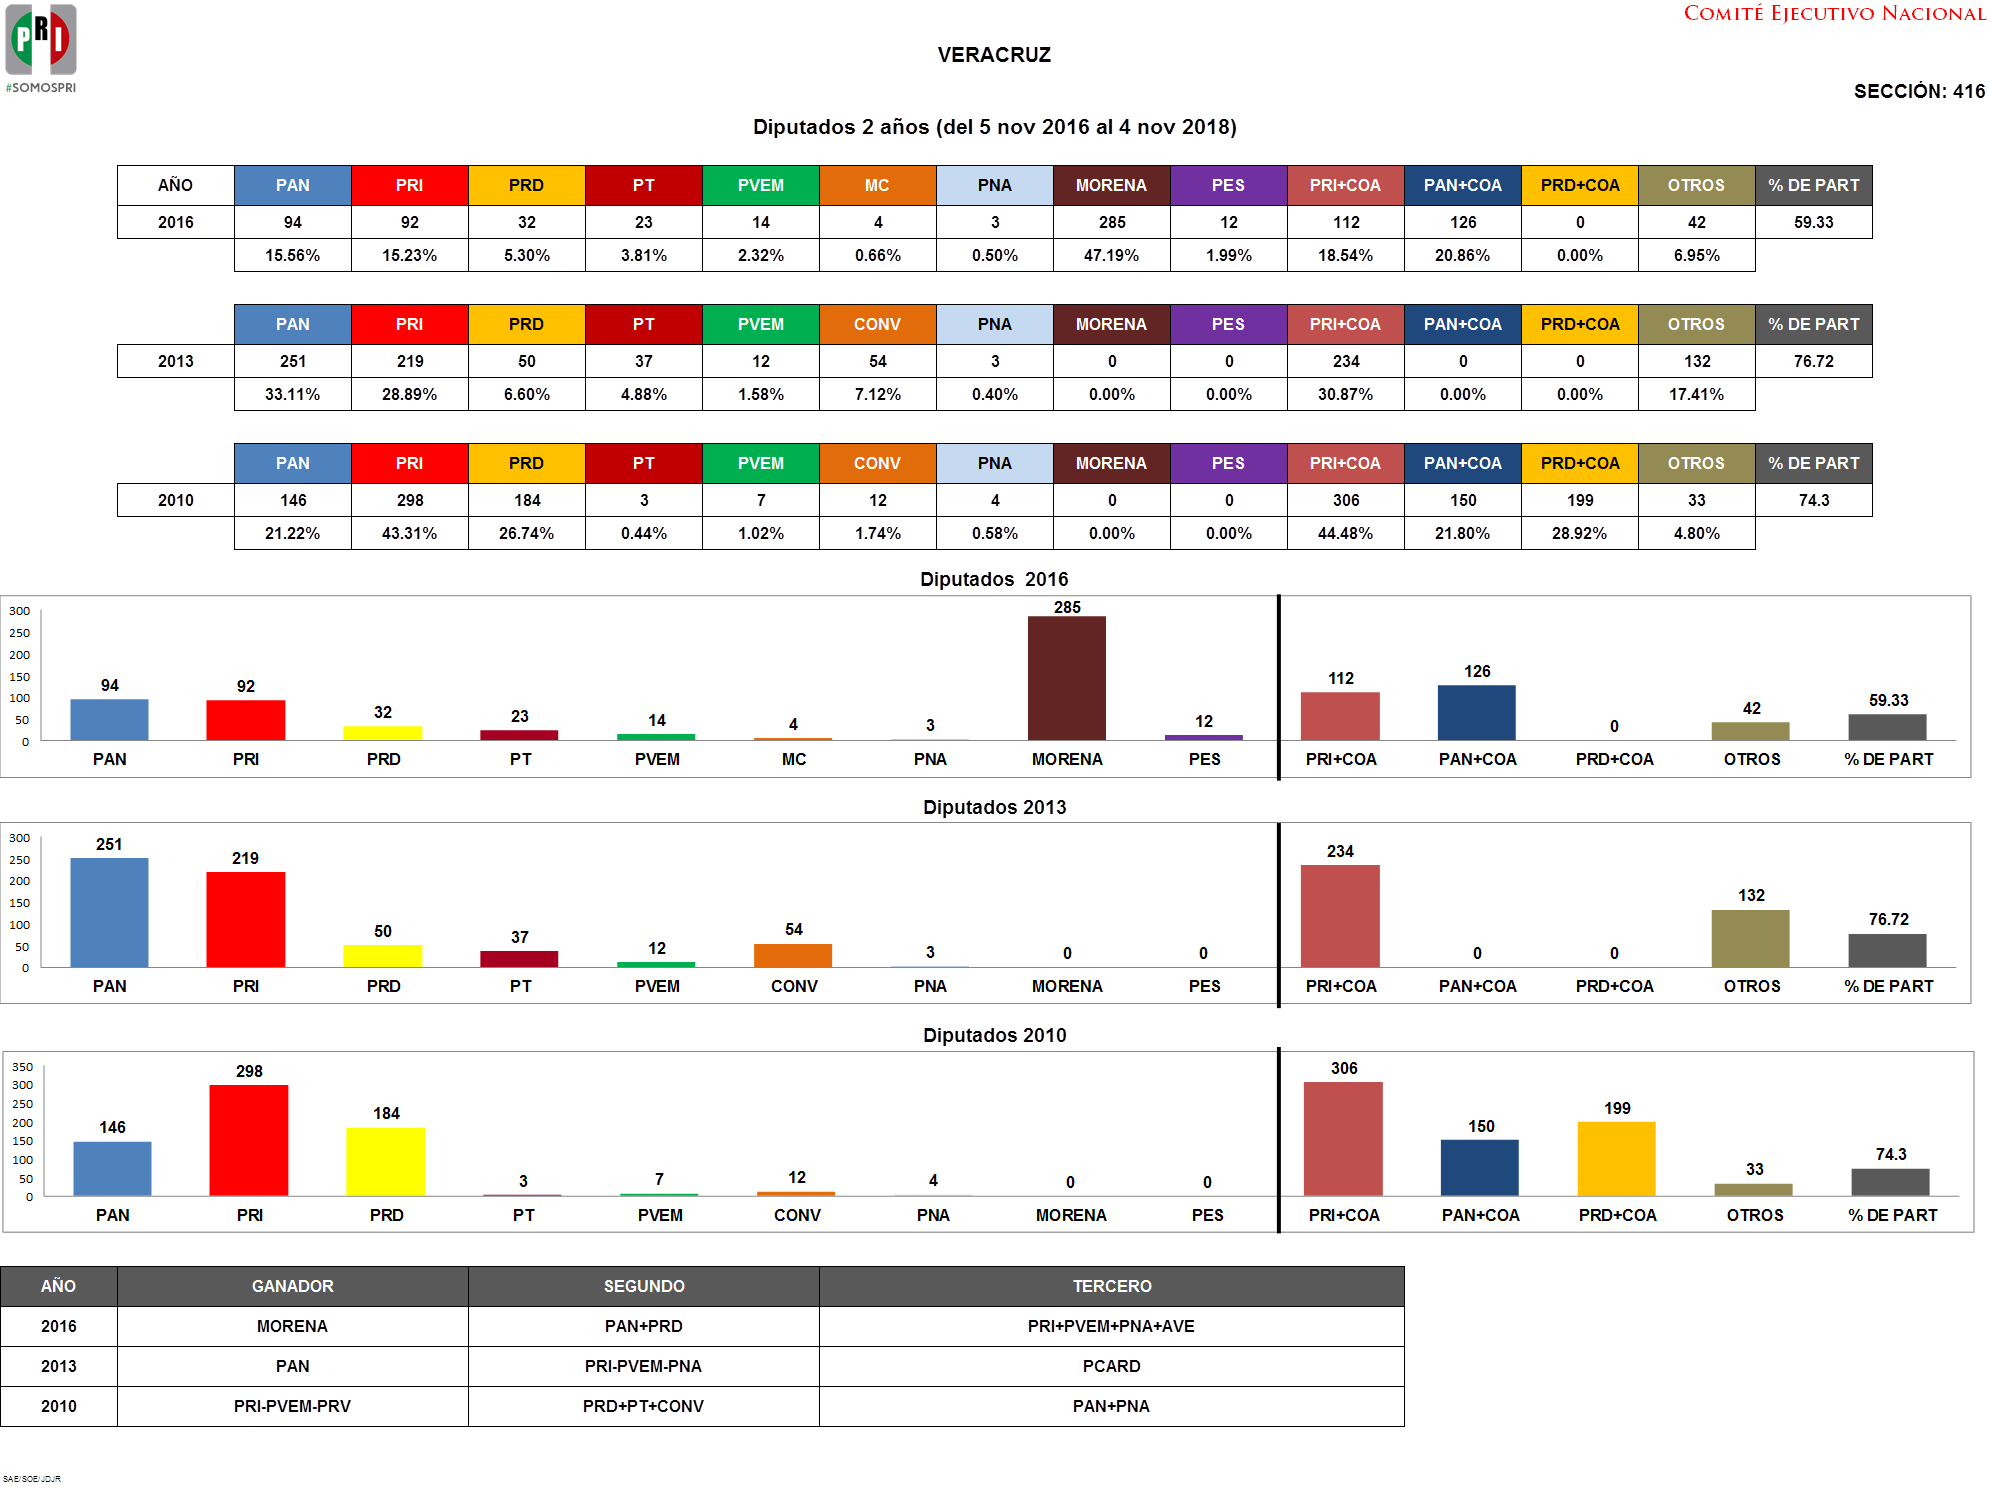 COMITÉ EJECUTIVO NACIONAL
PRI
#SOMOSPRI
VERACRUZ
SECCIÓN: 416
Diputados 2 años (del 5 nov 2016 al 4 nov 2018)
AÑO PAN PRI PRD PT PVEM MC PNA MORENA PES PRI+COA PAN+COA PRD+COA OTROS % DE PART
2016 94 92 32 23 14 4 3 285 12 112 126 0 42 59.33
15.56% 15.23% 5.30% 3.81% 2.32% 0.66% 0.50% 47.19% 1.99% 18.54% 20.86% 0.00% 6.95%
PAN PRI PRD PT PVEM CONV PNA MORENA PES PRI+COA PAN+COA PRD+COA OTROS % DE PART
2013 251 219 50 37 12 54 3 0 0 234 0 0 132 76.72
33.11% 28.89% 6.60% 4.88% 1.58% 7.12% 0.40% 0.00% 0.00% 30.87% 0.00% 0.00% 17.41%
PAN PRI PRD PT PVEM CONV PNA MORENA PES PRI+COA PAN+COA PRD+COA OTROS % DE PART
2010 146 298 184 3 7 12 4 0 0 306 150 199 33 74.3
21.22% 43.31% 26.74% 0.44% 1.02% 1.74% 0.58% 0.00% 0.00% 44.48% 21.80% 28.92% 4.80%
Diputados 2016
300
250
200
150
100
50
0
94 92 32 23 14 4 3 285 12 112 126 0 42 59.33
PAN PRI PRD PT PVEM MC PNA MORENA PES PRI+COA PAN+COA PRD+COA OTROS % DE PART
Diputados 2013
300
250
200
150
100
50
0
251 219 50 37 12 54 3 0 0 234 0 0 132 76.72
PAN PRI PRD PT PVEM CONV PNA MORENA PES PRI+COA PAN+COA PRD+COA OTROS % DE PART
Diputados 2010
350
300
250
200
150
100
50
0
146 298 184 3 7 12 4 0 0 306 150 199 33 74.3
PAN PRI PRD PT PVEM CONV PNA MORENA PES PRI+COA PAN+COA PRD+COA OTROS % DE PART
AÑO GANADOR SEGUNDO TERCERO
2016 MORENA PAN+PRD PRI+PVEM+PNA+AVE
2013 PAN PRI-PVEM-PNA PCARD
2010 PRI-PVEM-PRV PRD+PT+CONV PAN+PNA
SAE/SOE/JDJR